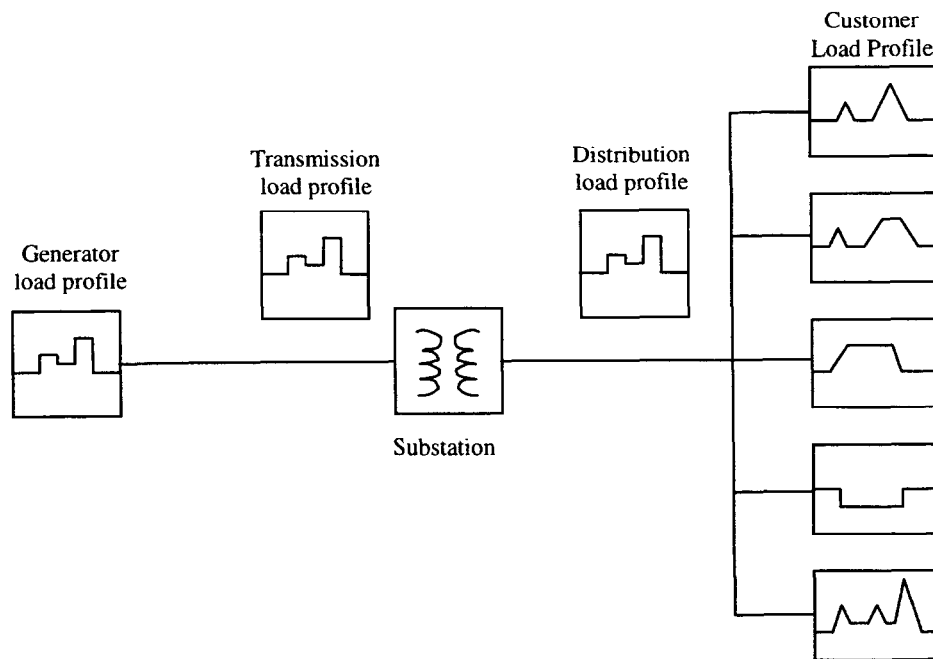 Customer
Load Profile
Transmission
load profile
Distribution
load profile
Generator
load profile
Substation